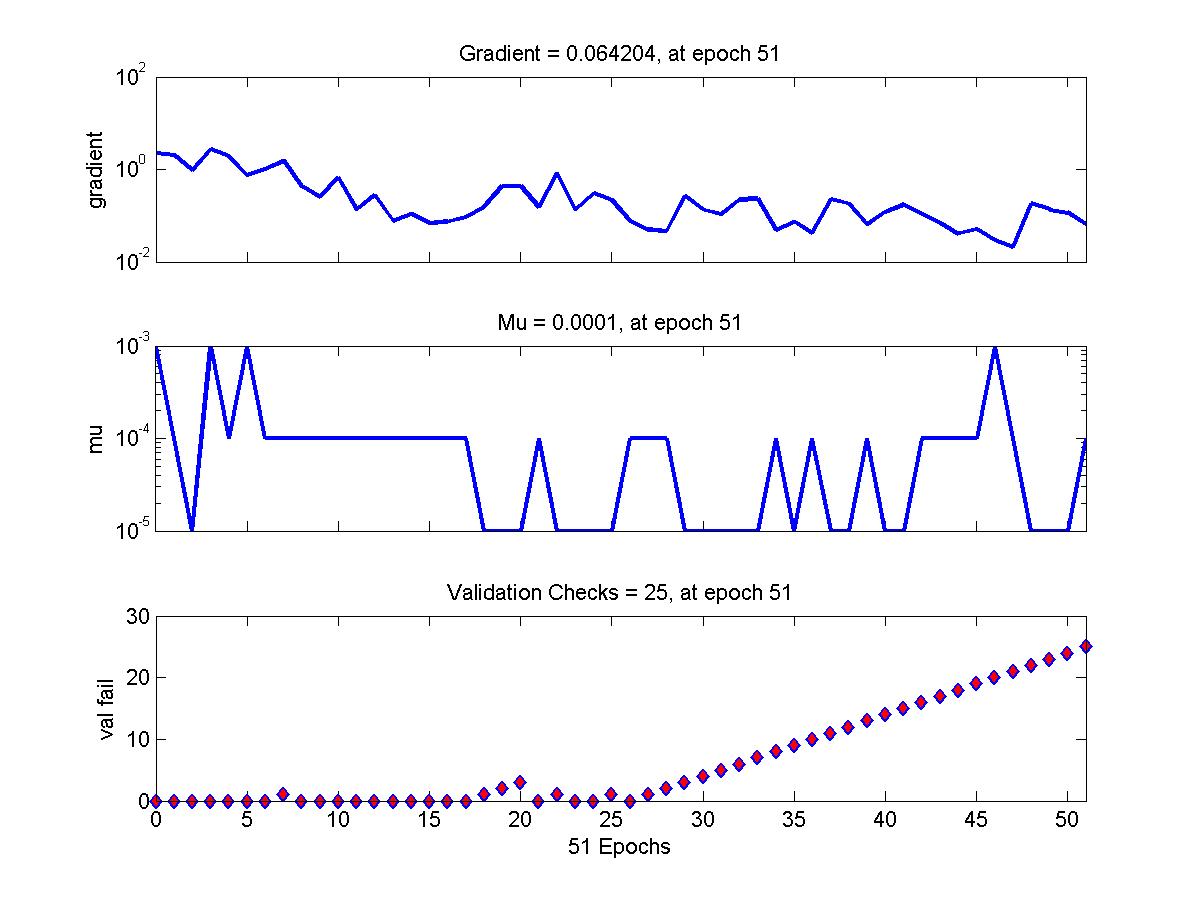 Gradient = 0.064204, at epoch 51
10^2
10^0
10^-2
gradient
Mu = 0.0001, at epoch 51
10^-3
10^-4
10^-5
mu
Validation Checks = 25, at epoch 51
30
20
10
0
val fail
0 5 10 15 20 25 30 35 40 45 50
51 Epochs